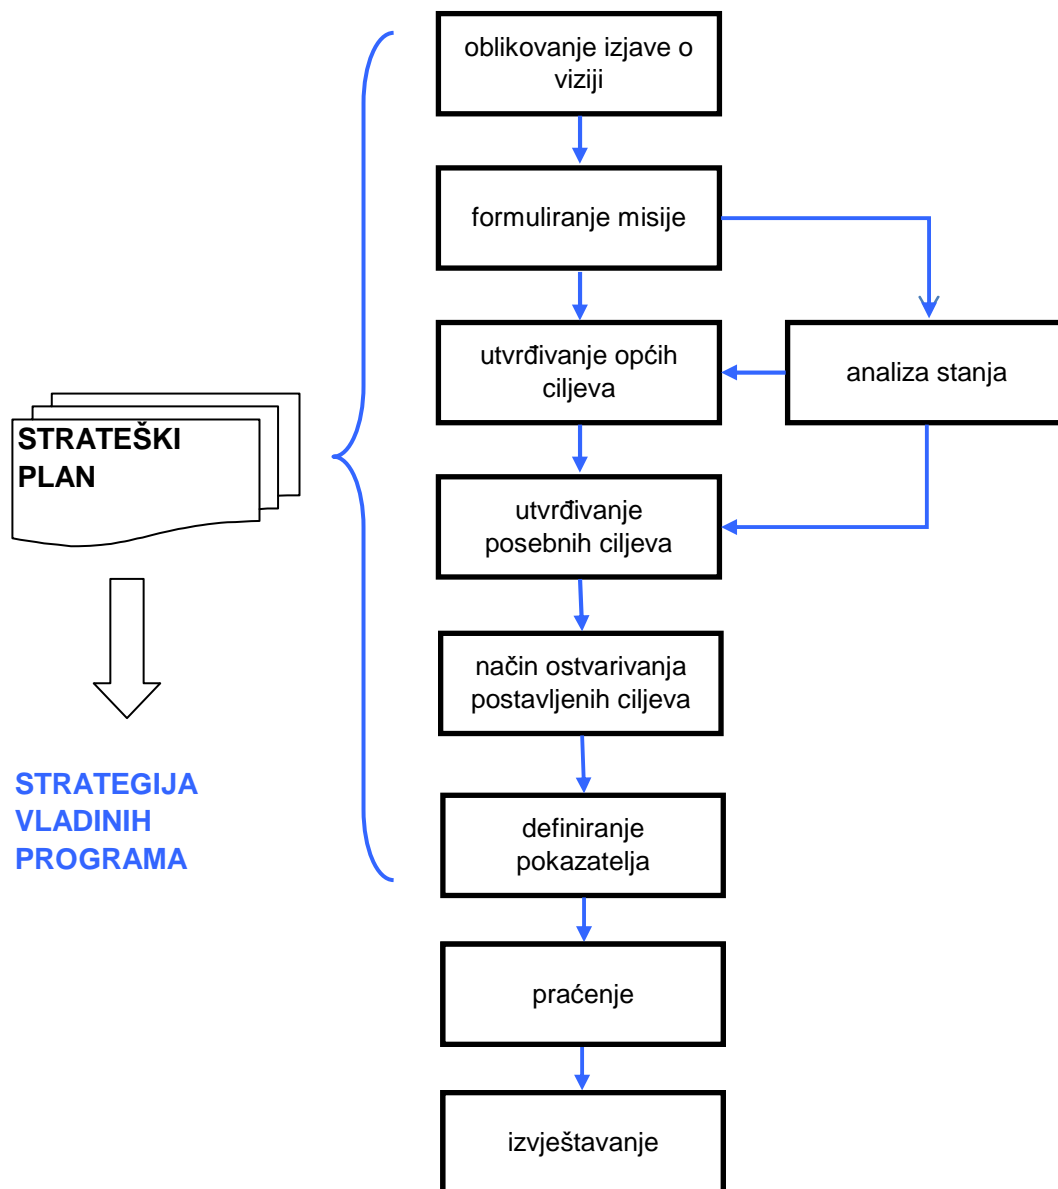 oblikovanje izjave o
viziji
formuliranje misije
utvrđivanje općih
ciljeva
analiza stanja
STRATEŠKI
PLAN
utvrđivanje
posebnih ciljeva
način ostvarivanja
postavljenih ciljeva
STRATEGIJA
VLADINIH
PROGRAMA
definiranje
pokazatelja
praćenje
izvještavanje